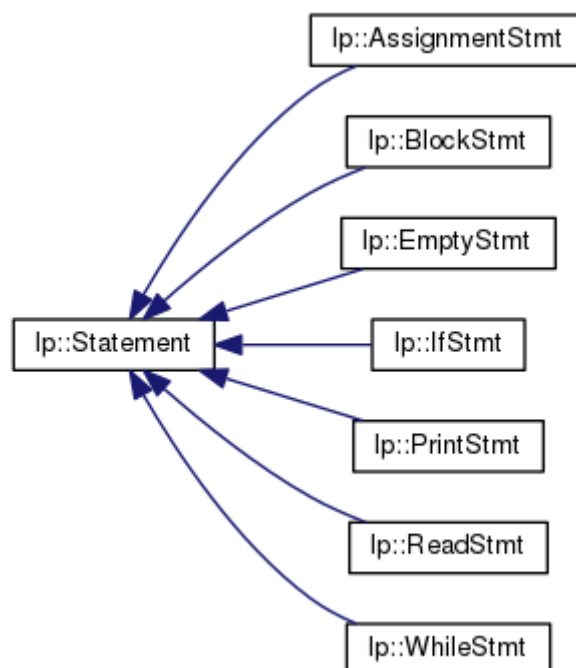 lp::AssignmentStmt
lp::BlockStmt
lp::EmptyStmt
lp::Statement
lp::IfStmt
lp::PrintStmt
lp::ReadStmt
lp::WhileStmt